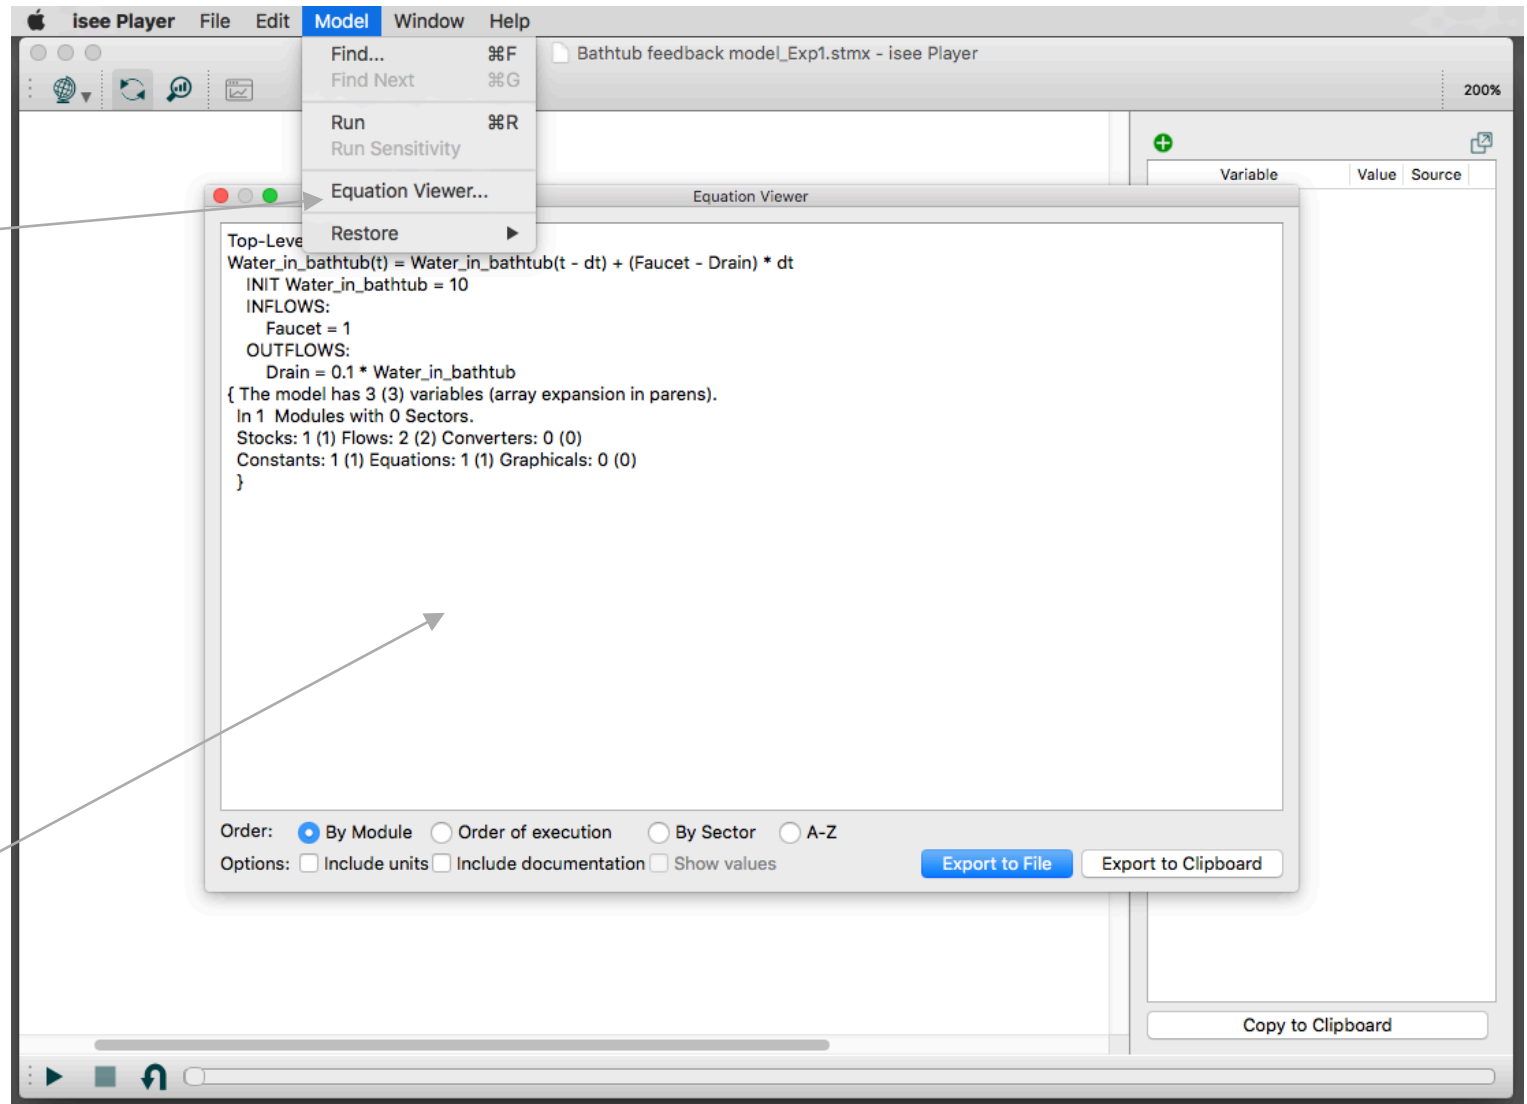 isee Player File Edit Model Window Help
Bathtub feedback model_Exp1.stmx - isee Player
Find... ⌘F
Find Next ⌘G
200%
Run ⌘R
Run Sensitivity
Variable Value Source
Equation Viewer...
Equation Viewer
Restore ▶
Top-Leve
Water_in_bathtub(t) = Water_in_bathtub(t - dt) + (Faucet - Drain) * dt
INIT Water_in_bathtub = 10
INFLOWS:
Faucet = 1
OUTFLOWS:
Drain = 0.1 * Water_in_bathtub
{ The model has 3 (3) variables (array expansion in parens).
In 1 Modules with 0 Sectors.
Stocks: 1 (1) Flows: 2 (2) Converters: 0 (0)
Constants: 1 (1) Equations: 1 (1) Graphicals: 0 (0)
}
Order: By Module Order of execution By Sector A-Z
Options: Include units Include documentation Show values Export to File Export to Clipboard
Copy to Clipboard